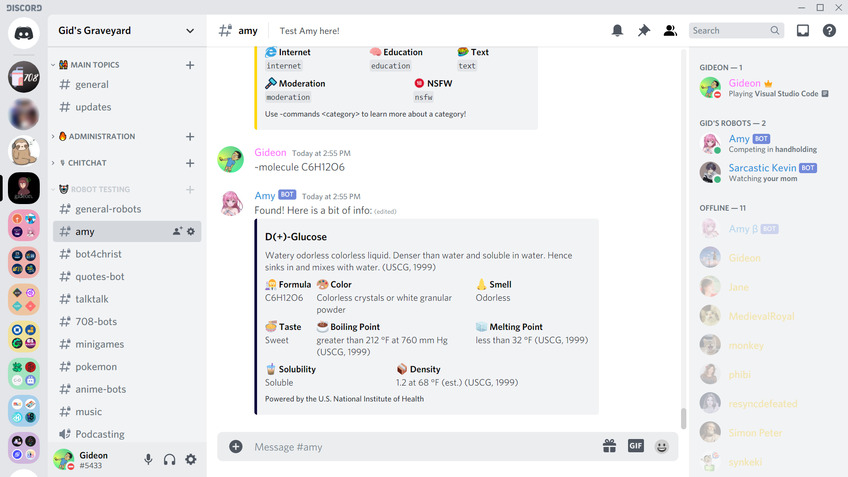 DISCORD
Gid's Graveyard
MAIN TOPICS
general
updates
ADMINISTRATION
CHITCHAT
ROBOT TESTING
general-robots
amy
bot4christ
quotes-bot
talktalk
708-bots
minigames
pokemon
anime-bots
music
Podcasting
Gideon
#5433
amy
Test Amy here!
Search
Internet
Education
Text
internet
education
text
Moderation
NSFW
moderation
nsfw
Use -commands <category> to learn more about a category!
Gideon Today at 2:55 PM
-molecule C6H12O6
Amy BOT Today at 2:55 PM
Found! Here is a bit of info: (edited)
D(+)-Glucose
Watery odorless colorless liquid. Denser than water and soluble in water. Hence
sinks in and mixes with water. (USCG, 1999)
Formula
Color
Smell
C6H12O6
Colorless crystals or white granular
powder
Odorless
Taste
Boiling Point
Melting Point
Sweet
greater than 212 °F at 760 mm Hg
(USCG, 1999)
less than 32 °F (USCG, 1999)
Solubility
Density
Soluble
1.2 at 68 °F (est.) (USCG, 1999)
Powered by the U.S. National Institute of Health
Message #amy
GIF
GIDEON — 1
Gideon
Playing Visual Studio Code
GID'S ROBOTS — 2
Amy BOT
Competing in handholding
Sarcastic Kevin BOT
Watching your mom
OFFLINE — 11
Amy β BOT
Gideon
Jane
MedievalRoyal
monkey
phibi
resyncdefeated
Simon Peter
synkeki